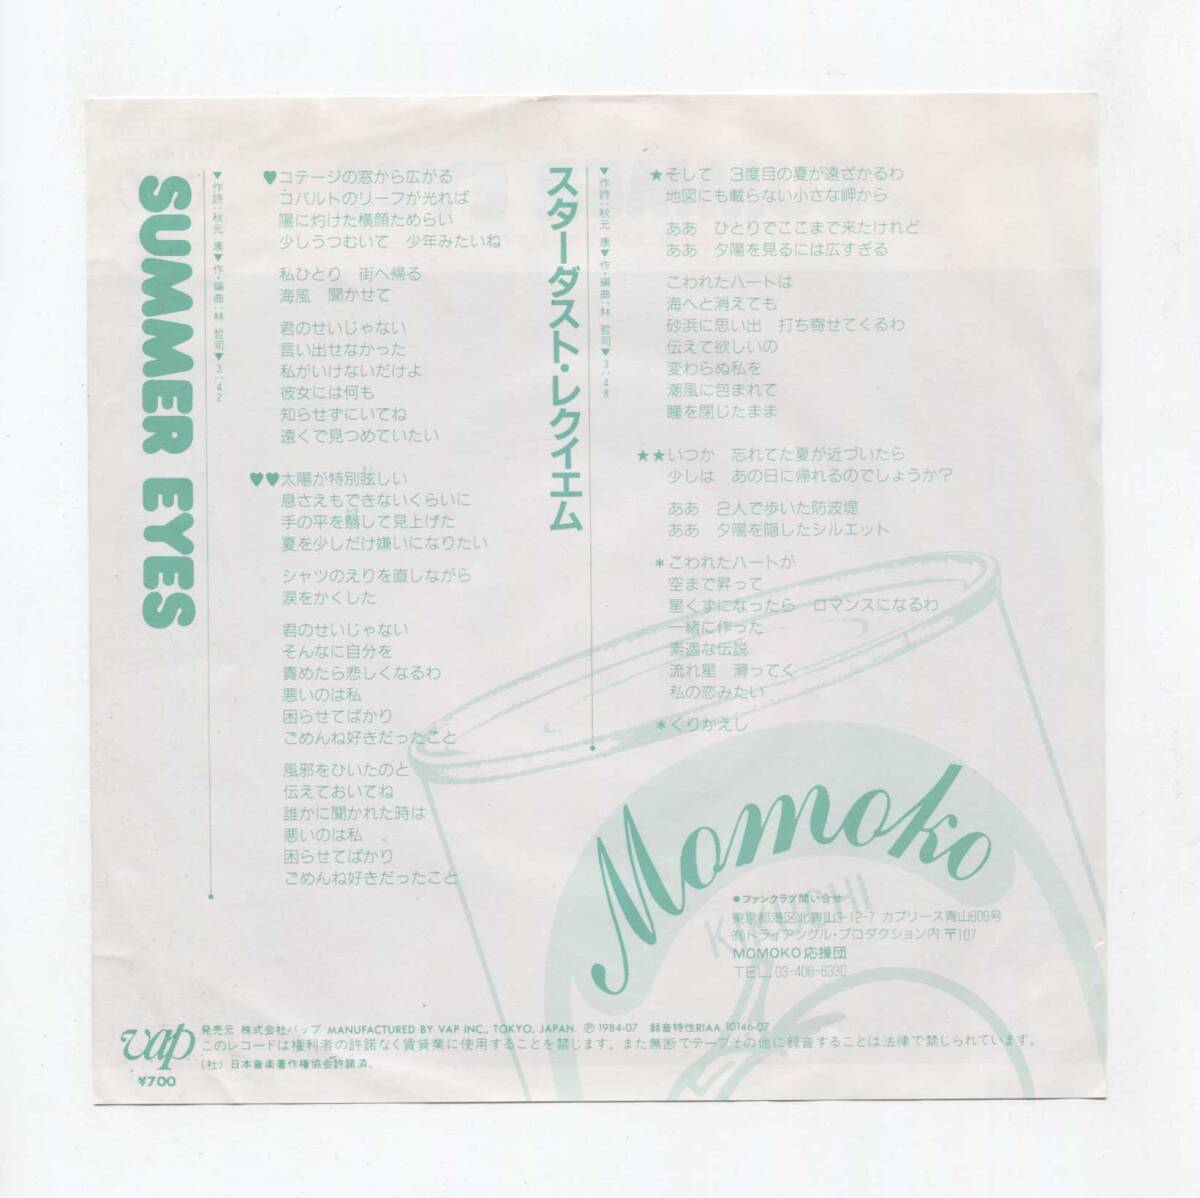 SUMMER EYES
▼作詩:秋元 康▼作・編曲:林 哲司▼3:42
♥コテージの窓から広がる
コバルトのリーフが光れば
陽に灼けた横顔ためらい
少しうつむいて 少年みたいね
私ひとり 街へ帰る
海風 聞かせて
君のせいじゃない
言い出せなかった
私がいけないだけよ
彼女には何も
知らせずにいてね
遠くで見つめていたい
♥♥太陽が特別眩しい
息さえもできないくらいに
手の平を翳して見上げた
夏を少しだけ嫌いになりたい
シャツのえりを直しながら
涙をかくした
君のせいじゃない
そんなに自分を
責めたら悲しくなるわ
悪いのは私
困らせてばかり
ごめんね好きだったこと
風邪をひいたのと
伝えておいてね
誰かに聞かれた時は
悪いのは私
困らせてばかり
ごめんね好きだったこと
スターダスト・レクイエム
▼作詩:秋元 康▼作・編曲:林 哲司▼3:48
★そして 3度目の夏が遠ざかるわ
地図にも載らない小さな岬から
ああ ひとりでここまで来たけれど
ああ 夕陽を見るには広すぎる
こわれたハートは
海へと消えても
砂浜に思い出 打ち寄せてくるわ
伝えて欲しいの
変わらぬ私を
潮風に包まれて
瞳を閉じたまま
★★いつか 忘れてた夏が近づいたら
少しは あの日に帰れるのでしょうか?
ああ 2人で歩いた防波堤
ああ 夕陽を隠したシルエット
*こわれたハートが
空まで昇って
星くずになったら ロマンスになるわ
一緒に作った
素適な伝説
流れ星 滑ってく
私の恋みたい
*くりかえし
Momoko
KIKUCHI
●ファンクラブ問い合せ
東京都港区北青山3-12-7 カプリース青山809号
㈲トライアングル・プロダクション内〒107
MOMOKO応援団
TEL. 03-406-6330
vap
発売元 株式会社バップ MANUFACTURED BY VAP INC., TOKYO, JAPAN. Ⓟ1984-07 録音特性RIAA 10146-07
このレコードは権利者の許諾なく賃貸業に使用することを禁じます。また無断でテープその他に録音することは法律で禁じられています。
(社)日本音楽著作権協会許諾済。
¥700